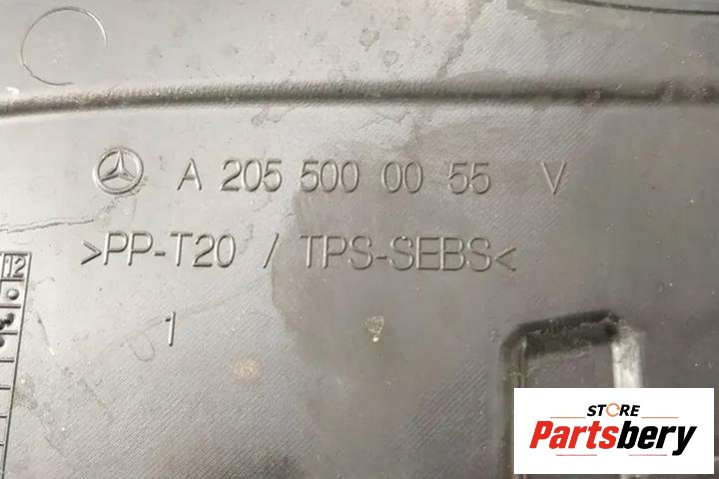 A 205 500 00 55 V
>PP-T20 / TPS-SEBS<
12
1
STORE
Partsbery